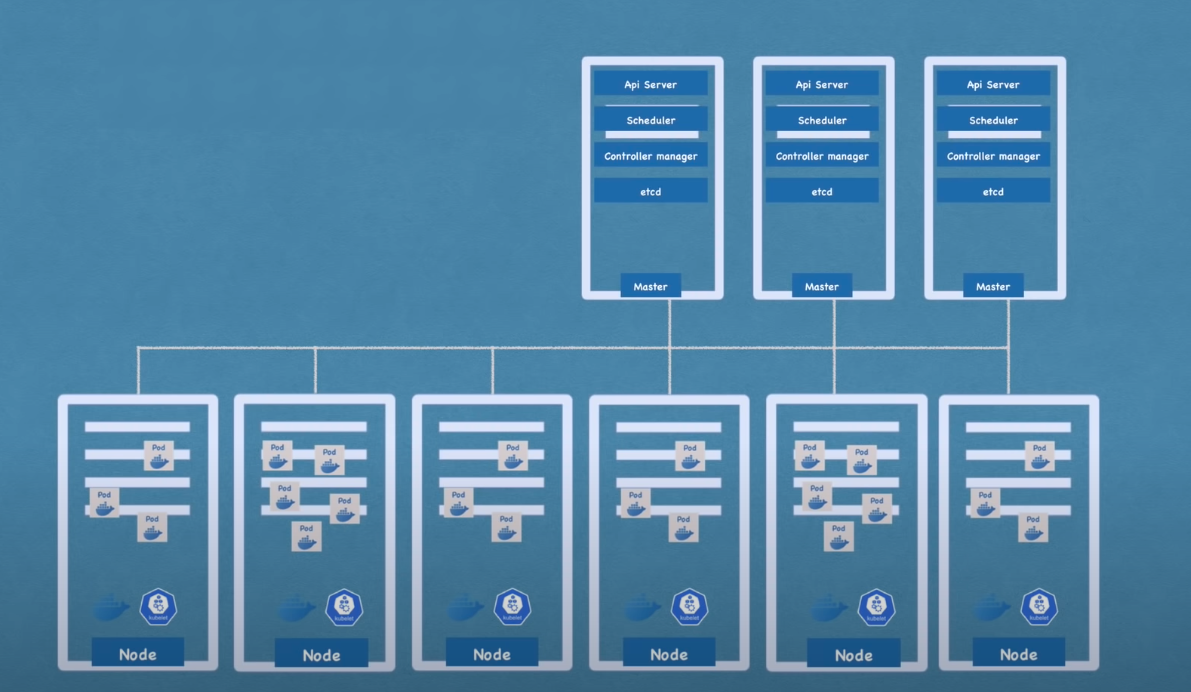 Api Server
Scheduler
Controller manager
etcd
Master
Api Server
Scheduler
Controller manager
etcd
Master
Api Server
Scheduler
Controller manager
etcd
Master
Pod
Pod
Pod
kubelet
Node
Pod
Pod
Pod
Pod
Pod
kubelet
Node
Pod
Pod
Pod
kubelet
Node
Pod
Pod
Pod
kubelet
Node
Pod
Pod
Pod
Pod
Pod
kubelet
Node
Pod
Pod
Pod
kubelet
Node